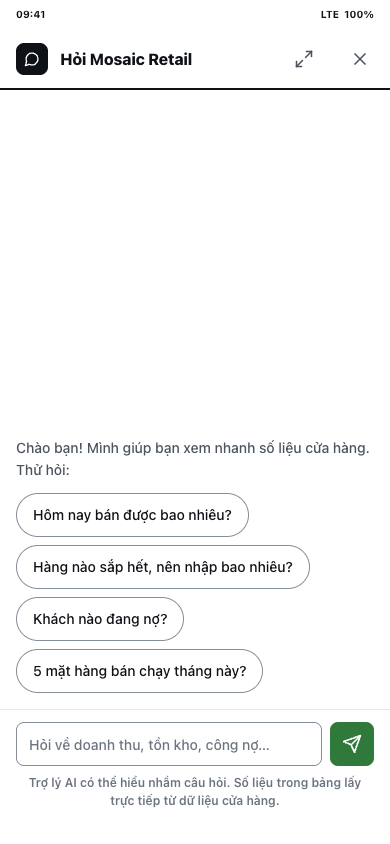 09:41
LTE 100%
Hỏi Mosaic Retail
Chào bạn! Mình giúp bạn xem nhanh số liệu cửa hàng.
Thử hỏi:
Hôm nay bán được bao nhiêu?
Hàng nào sắp hết, nên nhập bao nhiêu?
Khách nào đang nợ?
5 mặt hàng bán chạy tháng này?
Hỏi về doanh thu, tồn kho, công nợ...
Trợ lý AI có thể hiểu nhầm câu hỏi. Số liệu trong bảng lấy
trực tiếp từ dữ liệu cửa hàng.